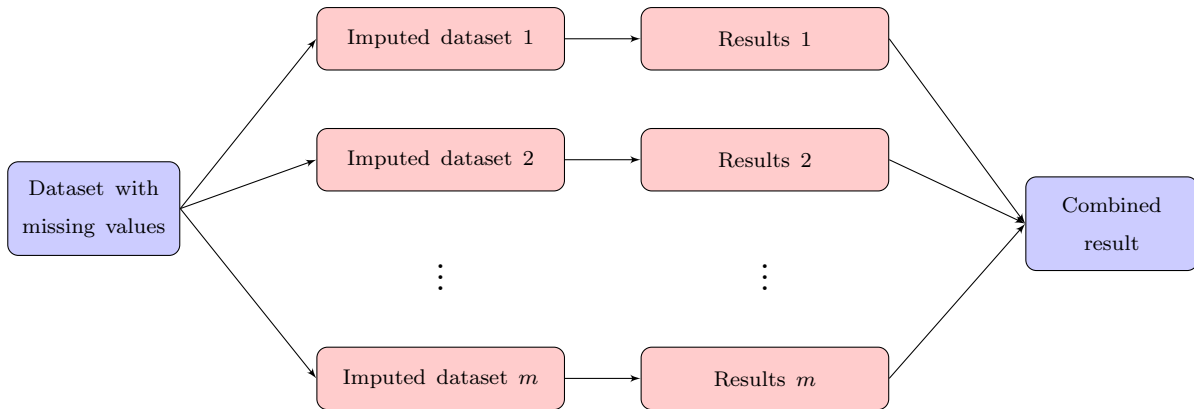 Imputed dataset 1
Results 1
Imputed dataset 2
Results 2
Dataset with
missing values
Combined
result
⋮
⋮
Imputed dataset m
Results m